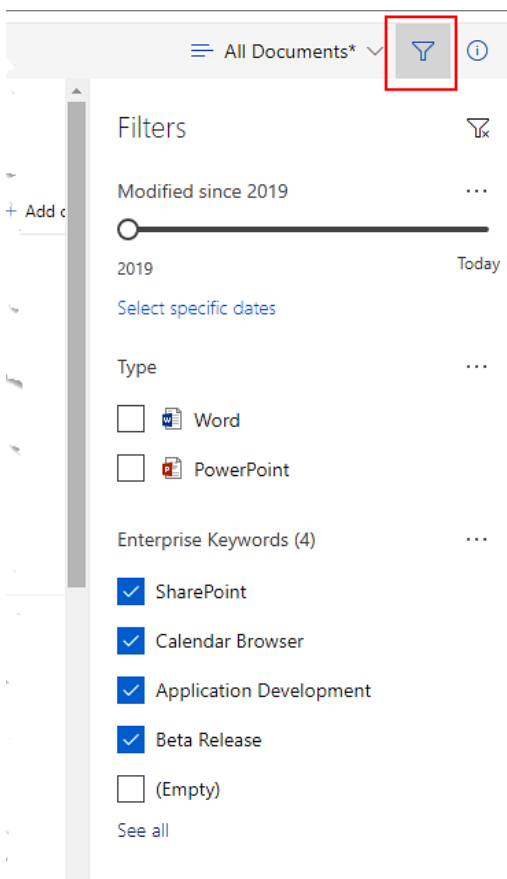 All Documents*
Filters
+ Add
Modified since 2019
2019
Today
Select specific dates
Type
Word
PowerPoint
Enterprise Keywords (4)
SharePoint
Calendar Browser
Application Development
Beta Release
(Empty)
See all